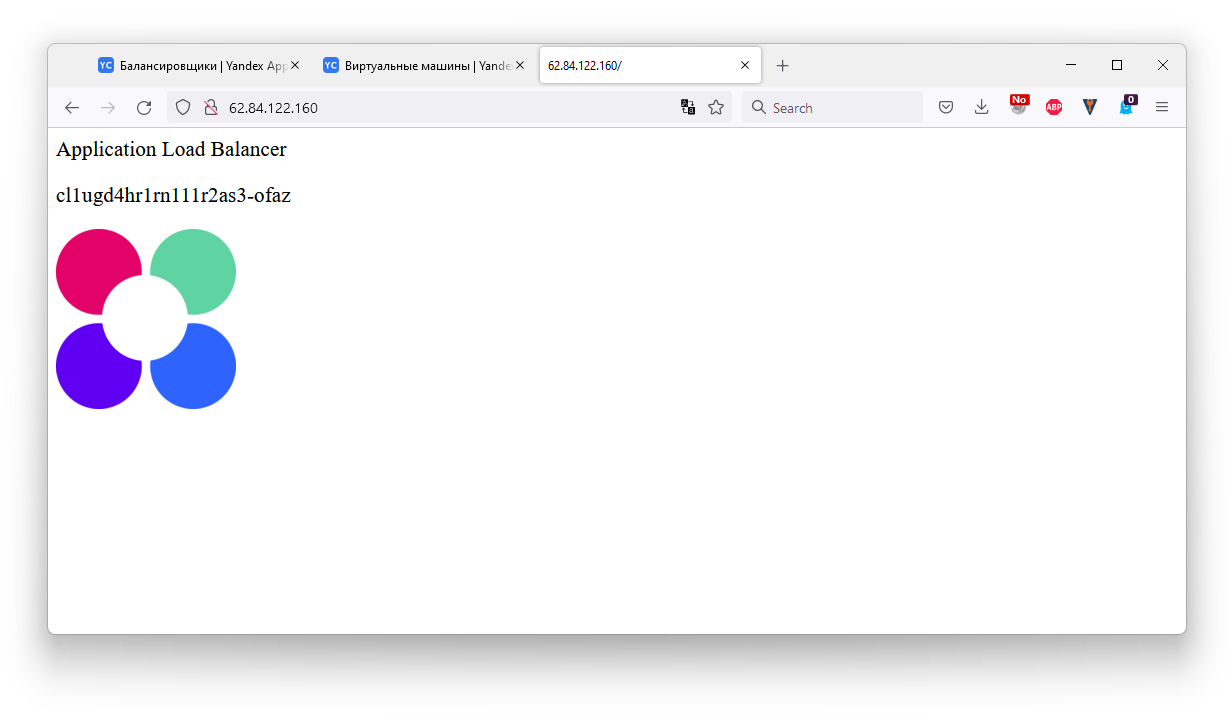 YC Балансировщики | Yandex App
YC Виртуальные машины | Yande
62.84.122.160/
62.84.122.160
Search
No
ABP
0
Application Load Balancer
cl1ugd4hr1rn111r2as3-ofaz